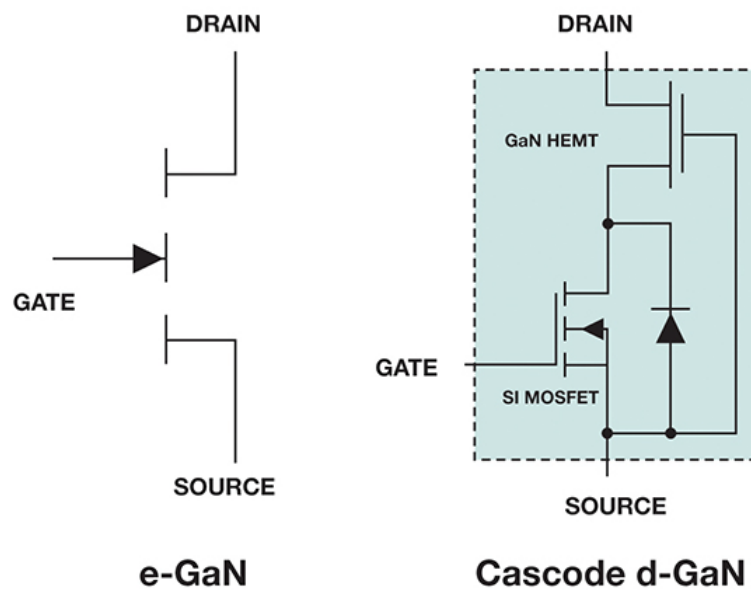 DRAIN
GATE
SOURCE
e-GaN
DRAIN
GaN HEMT
GATE
SI MOSFET
SOURCE
Cascode d-GaN